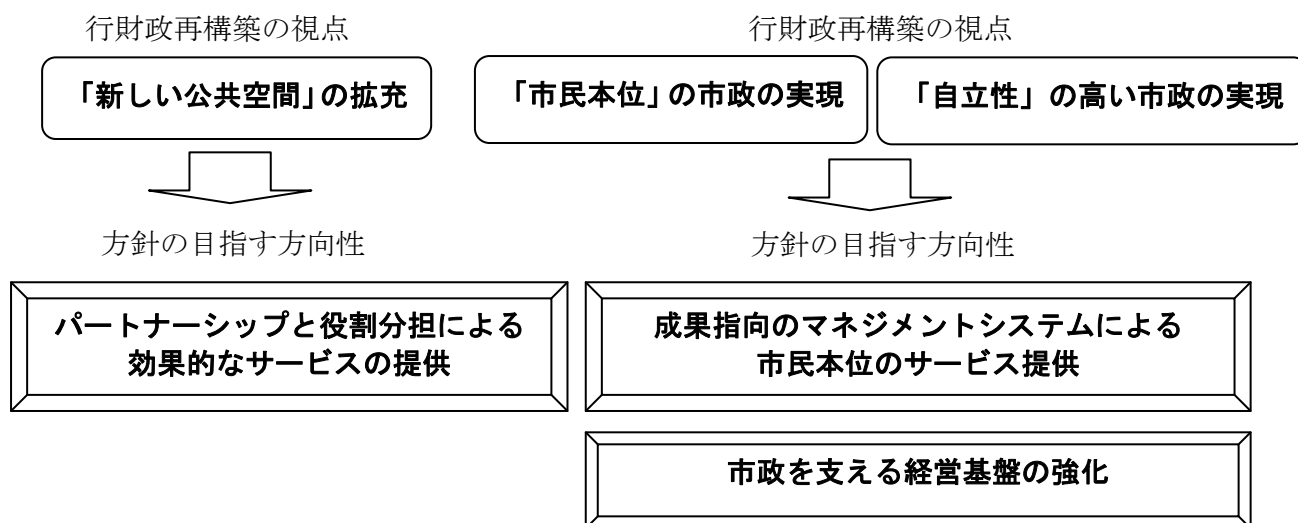 行財政再構築の視点
「新しい公共空間」の拡充
方針の目指す方向性
パートナーシップと役割分担による
効果的なサービスの提供
行財政再構築の視点
「市民本位」の市政の実現
「自立性」の高い市政の実現
方針の目指す方向性
成果指向のマネジメントシステムによる
市民本位のサービス提供
市政を支える経営基盤の強化